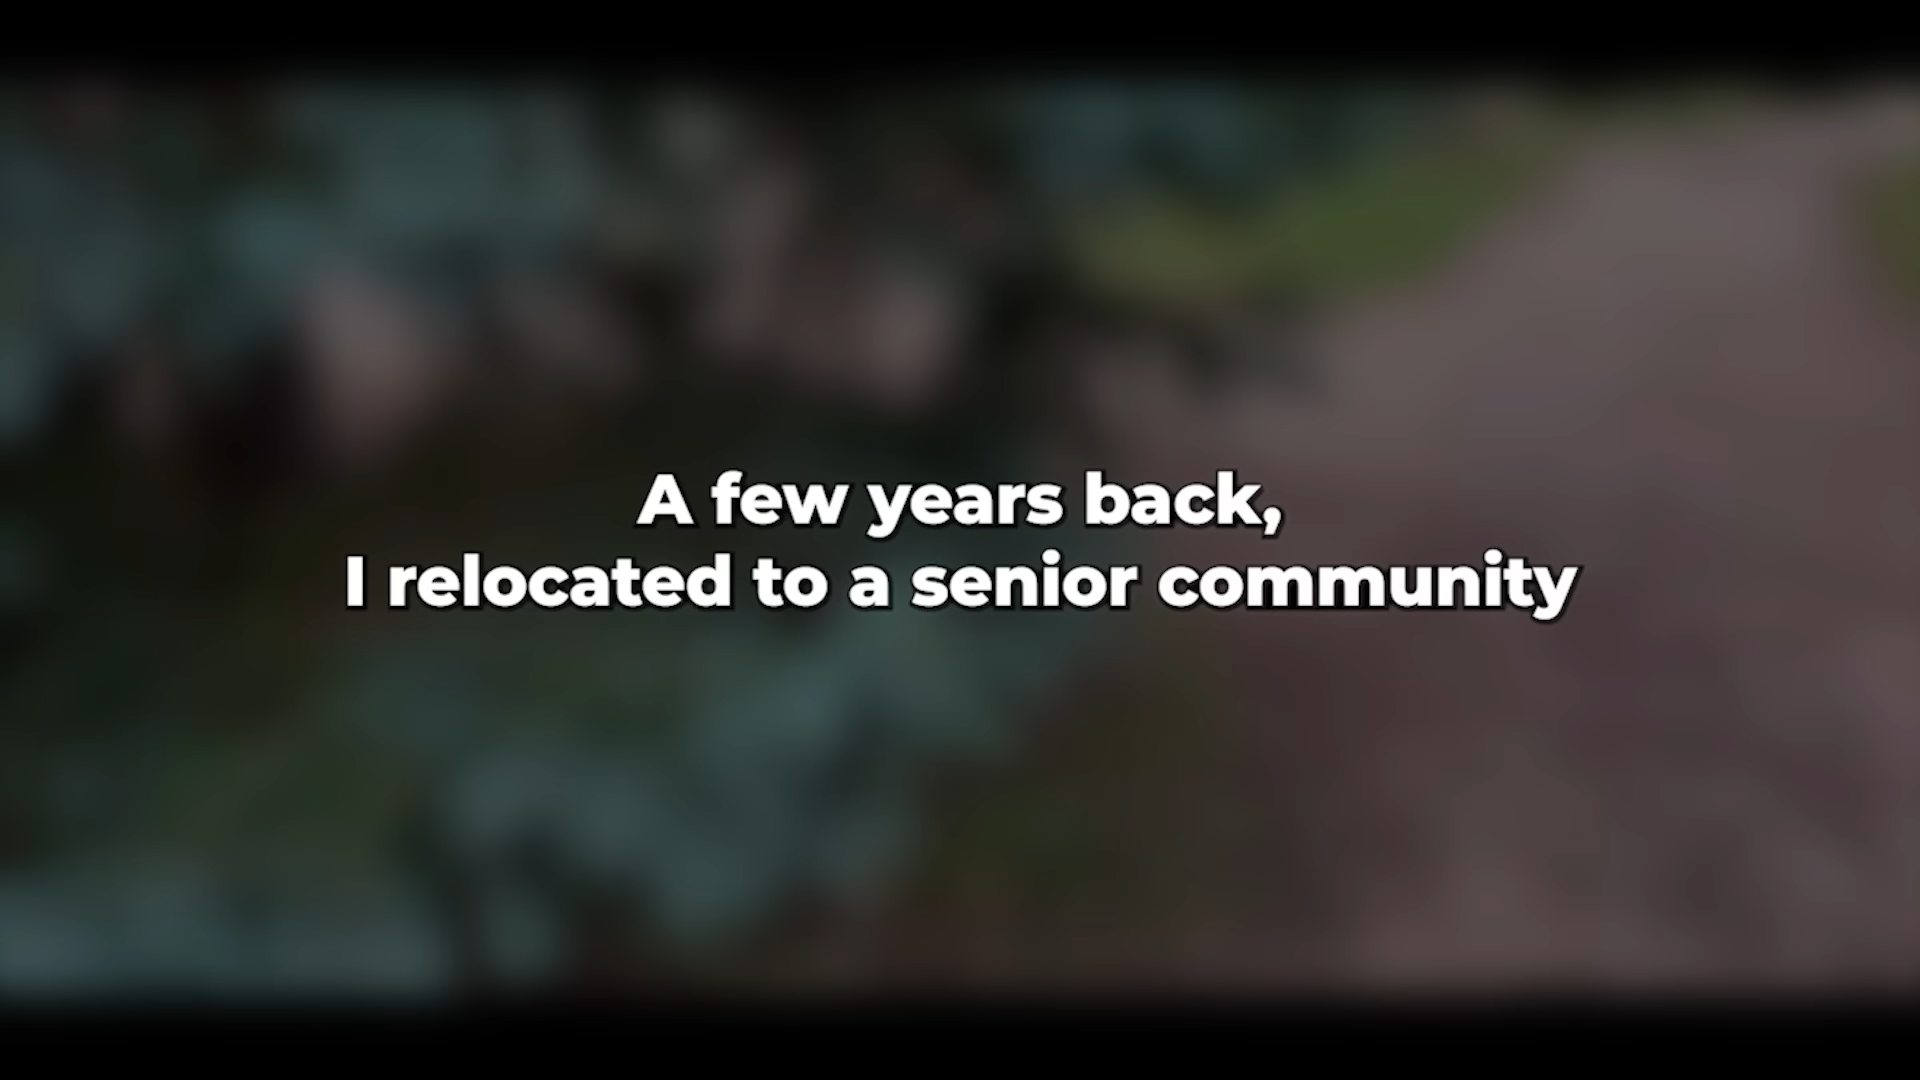 A few years back,
I relocated to a senior community